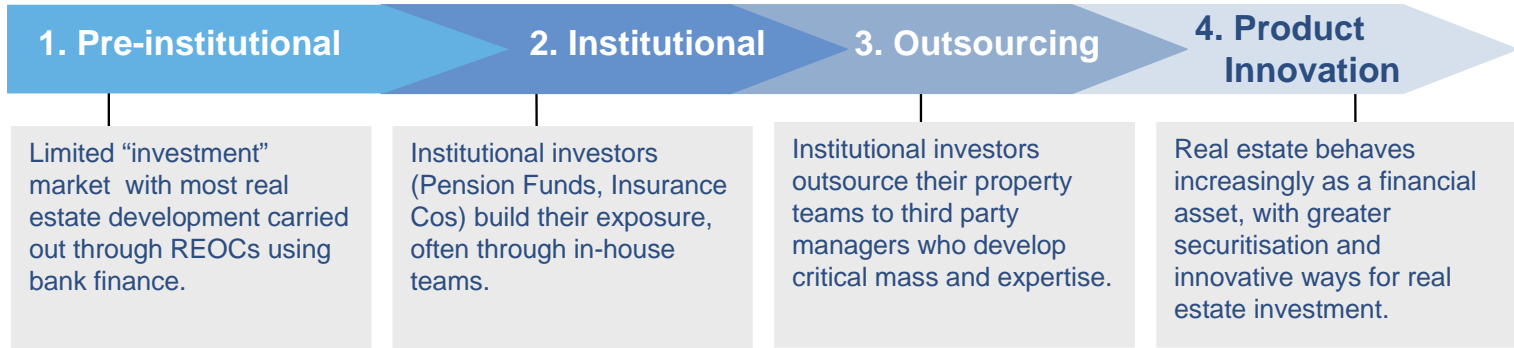 1. Pre-institutional
2. Institutional
3. Outsourcing
4. Product
Innovation
Limited “investment”
market with most real
estate development carried
out through REOCs using
bank finance.
Institutional investors
(Pension Funds, Insurance
Cos) build their exposure,
often through in-house
teams.
Institutional investors
outsource their property
teams to third party
managers who develop
critical mass and expertise.
Real estate behaves
increasingly as a financial
asset, with greater
securitisation and
innovative ways for real
estate investment.